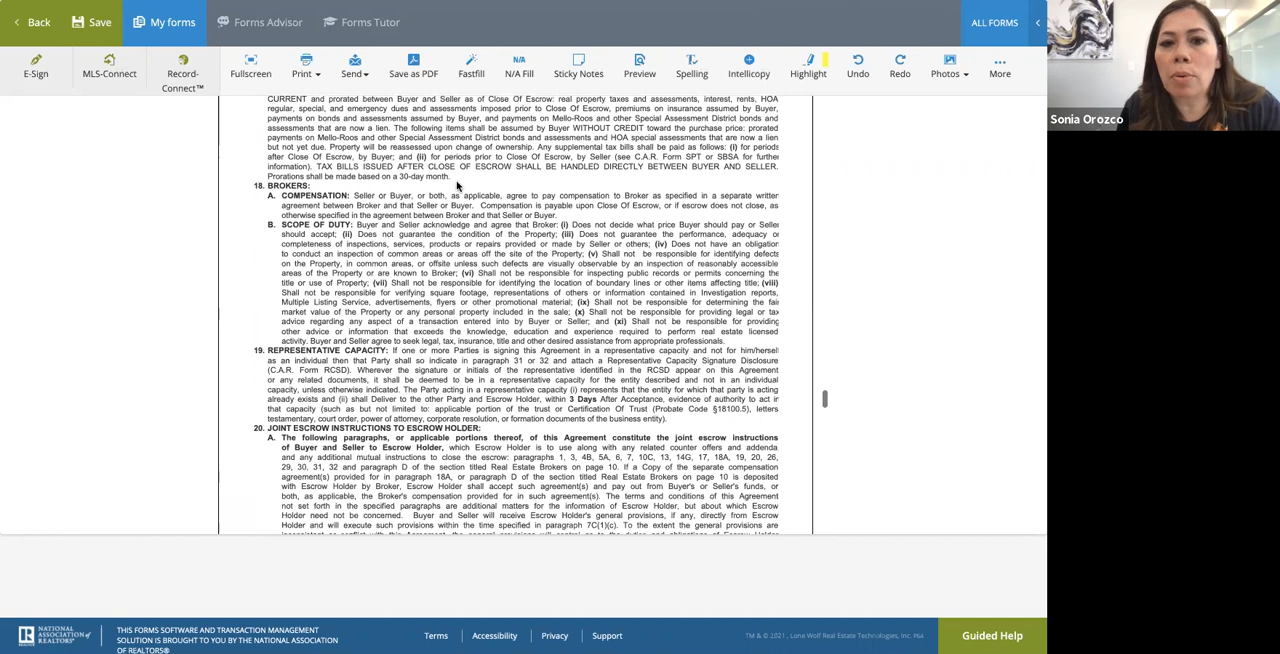 Back
Save
My forms
Forms Advisor
Forms Tutor
ALL FORMS
E-Sign
MLS-Connect
Record-
Connect™
Fullscreen
Print
Send
Save as PDF
Fastfill
N/A
N/A Fill
Sticky Notes
Preview
Spelling
Intellicopy
Highlight
Undo
Redo
Photos
More
Sonia Orozco
CURRENT and prorated between Buyer and Seller as of Close Of Escrow: real property taxes and assessments, interest, rents, HOA
regular, special, and emergency dues and assessments imposed prior to Close Of Escrow, premiums on insurance assumed by Buyer,
payments on bonds and assessments assumed by Buyer, and payments on Mello-Roos and other Special Assessment District bonds and
assessments that are now a lien. The following items shall be assumed by Buyer WITHOUT CREDIT toward the purchase price: prorated
payments on Mello-Roos and other Special Assessment District bonds and assessments and HOA special assessments that are now a lien
but not yet due. Property will be reassessed upon change of ownership. Any supplemental tax bills shall be paid as follows: (i) for periods
after Close Of Escrow, by Buyer; and (ii) for periods prior to Close Of Escrow, by Seller (see C.A.R. Form SPT or SBSA for further
information). TAX BILLS ISSUED AFTER CLOSE OF ESCROW SHALL BE HANDLED DIRECTLY BETWEEN BUYER AND SELLER.
Prorations shall be made based on a 30-day month.
18. BROKERS:
A. COMPENSATION: Seller or Buyer, or both, as applicable, agree to pay compensation to Broker as specified in a separate written
agreement between Broker and that Seller or Buyer. Compensation is payable upon Close Of Escrow, or if escrow does not close, as
otherwise specified in the agreement between Broker and that Seller or Buyer.
B. SCOPE OF DUTY: Buyer and Seller acknowledge and agree that Broker: (i) Does not decide what price Buyer should pay or Seller
should accept; (ii) Does not guarantee the condition of the Property; (iii) Does not guarantee the performance, adequacy or
completeness of inspections, services, products or repairs provided or made by Seller or others; (iv) Does not have an obligation
to conduct an inspection of common areas or areas off the site of the Property; (v) Shall not be responsible for identifying defects
on the Property, in common areas, or offsite unless such defects are visually observable by an inspection of reasonably accessible
areas of the Property or are known to Broker; (vi) Shall not be responsible for inspecting public records or permits concerning the
title or use of Property; (vii) Shall not be responsible for identifying the location of boundary lines or other items affecting title; (viii)
Shall not be responsible for verifying square footage, representations of others or information contained in Investigation reports,
Multiple Listing Service, advertisements, flyers or other promotional material; (ix) Shall not be responsible for determining the fair
market value of the Property or any personal property included in the sale; (x) Shall not be responsible for providing legal or tax
advice regarding any aspect of a transaction entered into by Buyer or Seller; and (xi) Shall not be responsible for providing
other advice or information that exceeds the knowledge, education and experience required to perform real estate licensed
activity. Buyer and Seller agree to seek legal, tax, insurance, title and other desired assistance from appropriate professionals.
19. REPRESENTATIVE CAPACITY: If one or more Parties is signing this Agreement in a representative capacity and not for him/herself
as an individual then that Party shall so indicate in paragraph 31 or 32 and attach a Representative Capacity Signature Disclosure
(C.A.R. Form RCSD). Wherever the signature or initials of the representative identified in the RCSD appear on this Agreement
or any related documents, it shall be deemed to be in a representative capacity for the entity described and not in an individual
capacity, unless otherwise indicated. The Party acting in a representative capacity (i) represents that the entity for which that party is acting
already exists and (ii) shall Deliver to the other Party and Escrow Holder, within 3 Days After Acceptance, evidence of authority to act in
that capacity (such as but not limited to: applicable portion of the trust or Certification Of Trust (Probate Code §18100.5), letters
testamentary, court order, power of attorney, corporate resolution, or formation documents of the business entity).
20. JOINT ESCROW INSTRUCTIONS TO ESCROW HOLDER:
A. The following paragraphs, or applicable portions thereof, of this Agreement constitute the joint escrow instructions
of Buyer and Seller to Escrow Holder, which Escrow Holder is to use along with any related counter offers and addenda,
and any additional mutual instructions to close the escrow: paragraphs 1, 3, 4B, 5A, 6, 7, 10C, 13, 14G, 17, 18A, 19, 20, 26,
29, 30, 31, 32 and paragraph D of the section titled Real Estate Brokers on page 10. If a Copy of the separate compensation
agreement(s) provided for in paragraph 18A, or paragraph D of the section titled Real Estate Brokers on page 10 is deposited
with Escrow Holder by Broker, Escrow Holder shall accept such agreement(s) and pay out from Buyer's or Seller's funds, or
both, as applicable, the Broker's compensation provided for in such agreement(s). The terms and conditions of this Agreement
not set forth in the specified paragraphs are additional matters for the information of Escrow Holder, but about which Escrow
Holder need not be concerned. Buyer and Seller will receive Escrow Holder's general provisions, if any, directly from Escrow
Holder and will execute such provisions within the time specified in paragraph 7C(1)(c). To the extent the general provisions are
NATIONAL
ASSOCIATION of
REALTORS®
THIS FORMS SOFTWARE AND TRANSACTION MANAGEMENT
SOLUTION IS BROUGHT TO YOU BY THE NATIONAL ASSOCIATION
OF REALTORS®
Terms
Accessibility
Privacy
Support
TM & © 2021, Lone Wolf Real Estate Technologies, Inc.
Guided Help